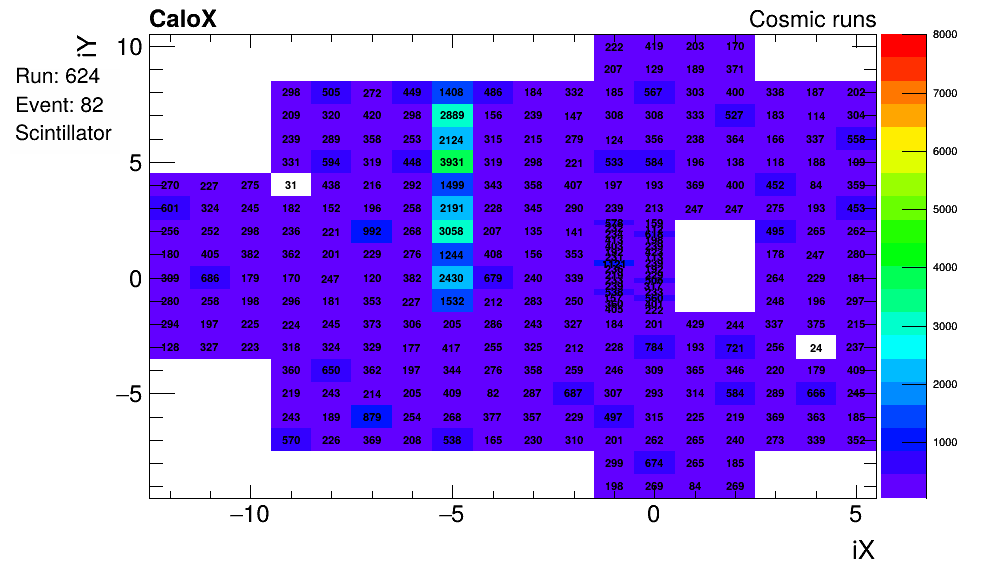 CaloX Cosmic runs
Run: 624
Event: 82
Scintillator
iY
10
5
0
−5
222 419 203 170
207 129 189 371
298 505 272 449 1408 486 184 332 185 557 303 400 338 187 202
209 320 420 298 2889 156 239 147 308 308 333 527 183 114 304
239 289 358 253 2124 315 215 279 124 356 238 364 166 337 558
331 594 319 446 3931 319 298 221 533 584 196 138 118 188 199
270 227 275 31 438 216 292 1499 343 358 407 197 193 369 400 452 84 359
601 324 245 182 152 196 256 2191 226 345 290 239 213 247 247 275 193 453
256 252 298 236 221 992 268 3058 207 135 141 495 265 262
180 405 382 362 201 229 276 1244 408 156 353 178 247 280
309 686 179 170 247 120 382 2430 679 240 339 264 229 181
280 258 198 296 181 353 227 1532 212 283 250 248 196 297
405 222
294 197 225 224 245 373 306 205 286 243 327 184 201 429 244 337 375 215
128 327 223 318 324 329 177 417 255 325 212 228 784 193 721 256 24 237
360 650 362 197 344 276 358 259 246 309 365 346 220 179 409
219 243 214 205 409 82 287 687 307 293 314 584 289 666 245
243 189 879 254 268 377 357 229 497 315 225 219 369 363 185
570 226 369 208 538 165 230 310 201 262 265 240 273 339 352
299 674 265 185
198 269 84 269
−10 −5 0 5
iX
8000
7000
6000
5000
4000
3000
2000
1000